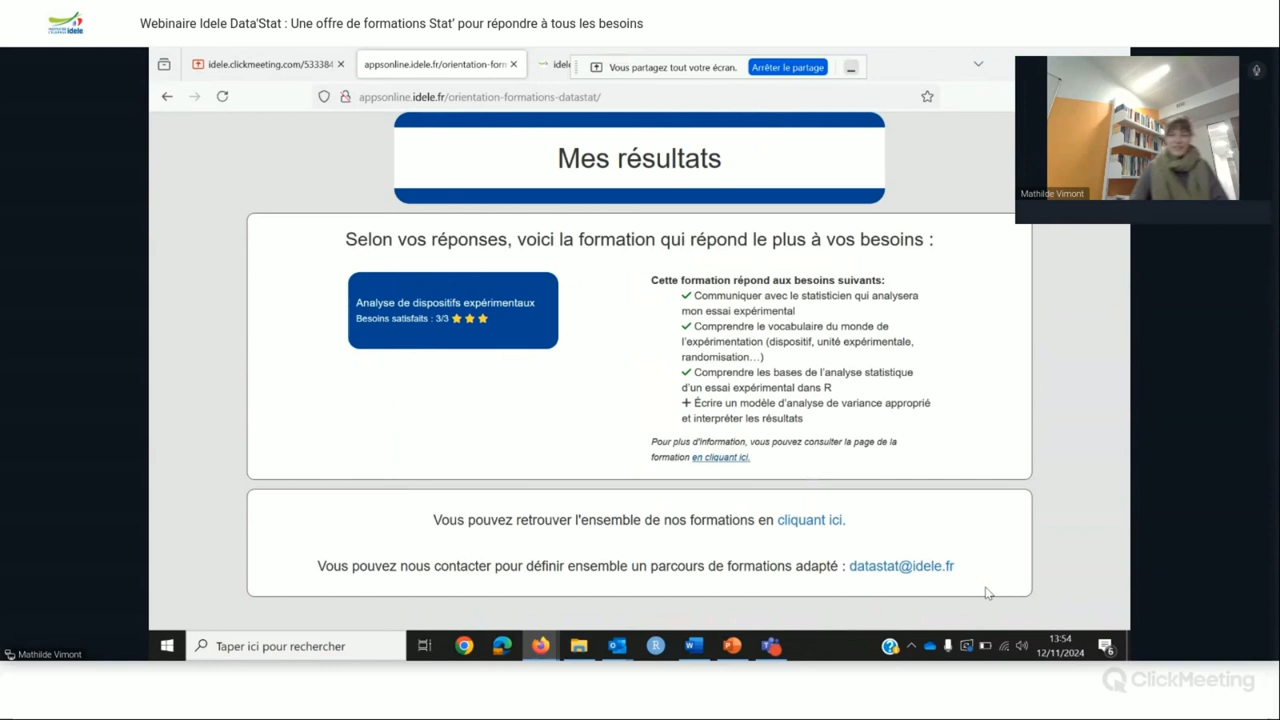 idele
Webinaire Idele Data'Stat : Une offre de formations Stat' pour répondre à tous les besoins
idele.clickmeeting.com/533384
appsonline.idele.fr/orientation-form
idel
Vous partagez tout votre écran.
Arrêter le partage
appsonline.idele.fr/orientation-formations-datastat/
Mathilde Vimont
Mes résultats
Selon vos réponses, voici la formation qui répond le plus à vos besoins :
Analyse de dispositifs expérimentaux
Besoins satisfaits : 3/3
Cette formation répond aux besoins suivants:
Communiquer avec le statisticien qui analysera
mon essai expérimental
Comprendre le vocabulaire du monde de
l'expérimentation (dispositif, unité expérimentale,
randomisation…)
Comprendre les bases de l'analyse statistique
d'un essai expérimental dans R
+ Écrire un modèle d'analyse de variance approprié
et interpréter les résultats
Pour plus d'information, vous pouvez consulter la page de la
formation en cliquant ici.
Vous pouvez retrouver l'ensemble de nos formations en cliquant ici.
Vous pouvez nous contacter pour définir ensemble un parcours de formations adapté : datastat@idele.fr
Taper ici pour rechercher
13:54
12/11/2024
6
Mathilde Vimont
ClickMeeting